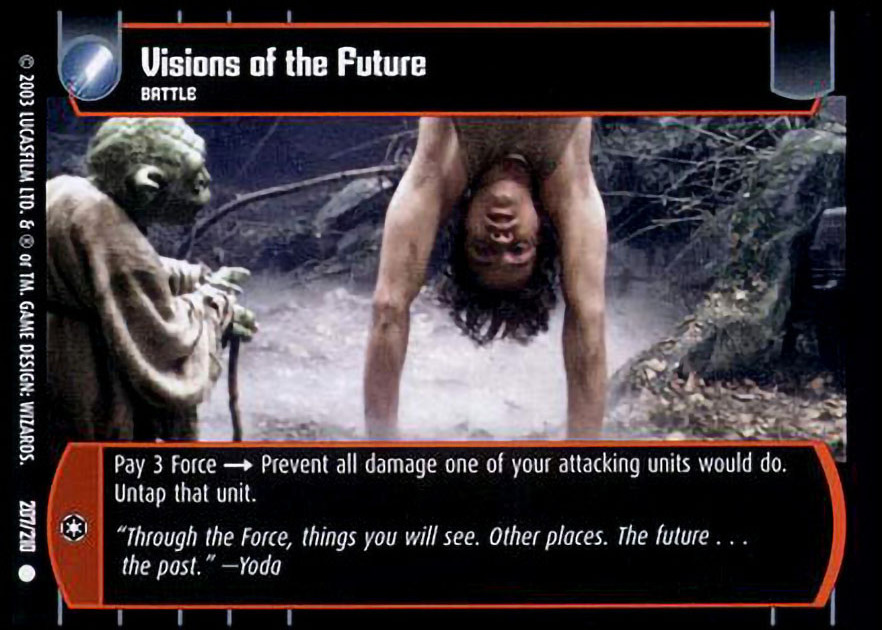 Visions of the Future
BATTLE
Pay 3 Force → Prevent all damage one of your attacking units would do.
Untap that unit.
“Through the Force, things you will see. Other places. The future . . .
the past.” —Yoda
© 2003 LUCASFILM LTD. & ® or TM. GAME DESIGN: WIZARDS. 207/210